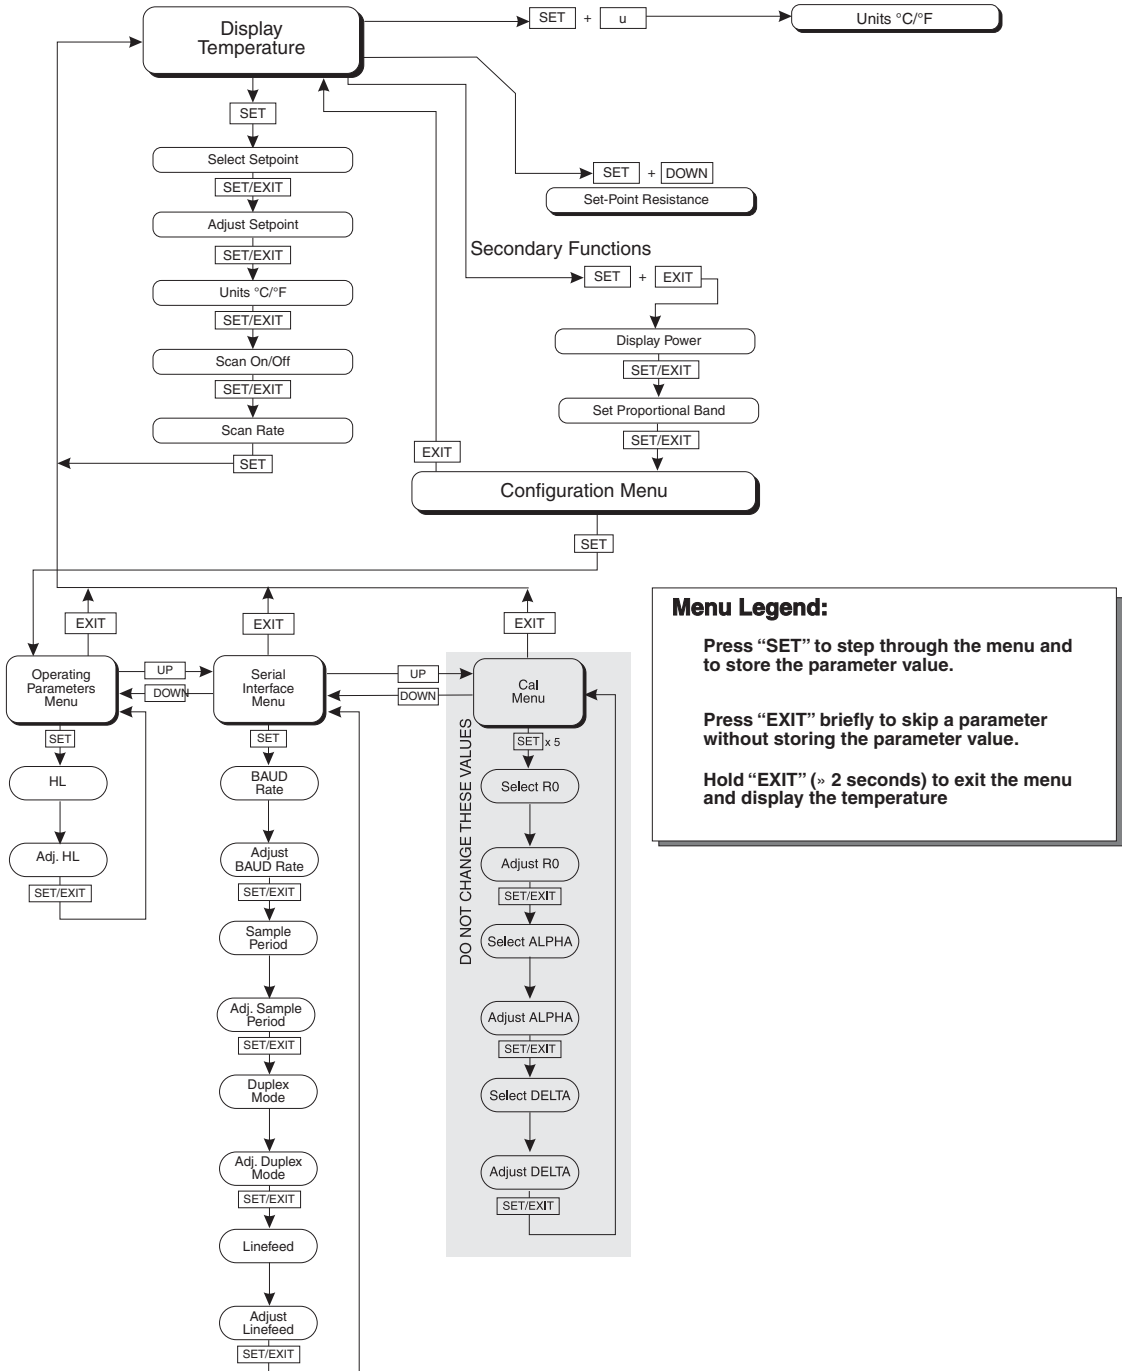 Display
Temperature
SET + u
Units °C/°F
SET
Select Setpoint
SET/EXIT
Adjust Setpoint
SET/EXIT
Units °C/°F
SET/EXIT
Scan On/Off
SET/EXIT
Scan Rate
SET
SET + DOWN
Set-Point Resistance
Secondary Functions
SET + EXIT
Display Power
SET/EXIT
Set Proportional Band
SET/EXIT
EXIT
Configuration Menu
SET
EXIT
EXIT
EXIT
Operating
Parameters
Menu
UP
DOWN
Serial
Interface
Menu
UP
DOWN
Cal
Menu
SET
HL
Adj. HL
SET/EXIT
SET
BAUD
Rate
Adjust
BAUD Rate
SET/EXIT
Sample
Period
Adj. Sample
Period
SET/EXIT
Duplex
Mode
Adj. Duplex
Mode
SET/EXIT
Linefeed
Adjust
Linefeed
SET/EXIT
DO NOT CHANGE THESE VALUES
SET x 5
Select R0
Adjust R0
SET/EXIT
Select ALPHA
Adjust ALPHA
SET/EXIT
Select DELTA
Adjust DELTA
SET/EXIT
Menu Legend:
Press “SET” to step through the menu and
to store the parameter value.
Press “EXIT” briefly to skip a parameter
without storing the parameter value.
Hold “EXIT” (» 2 seconds) to exit the menu
and display the temperature